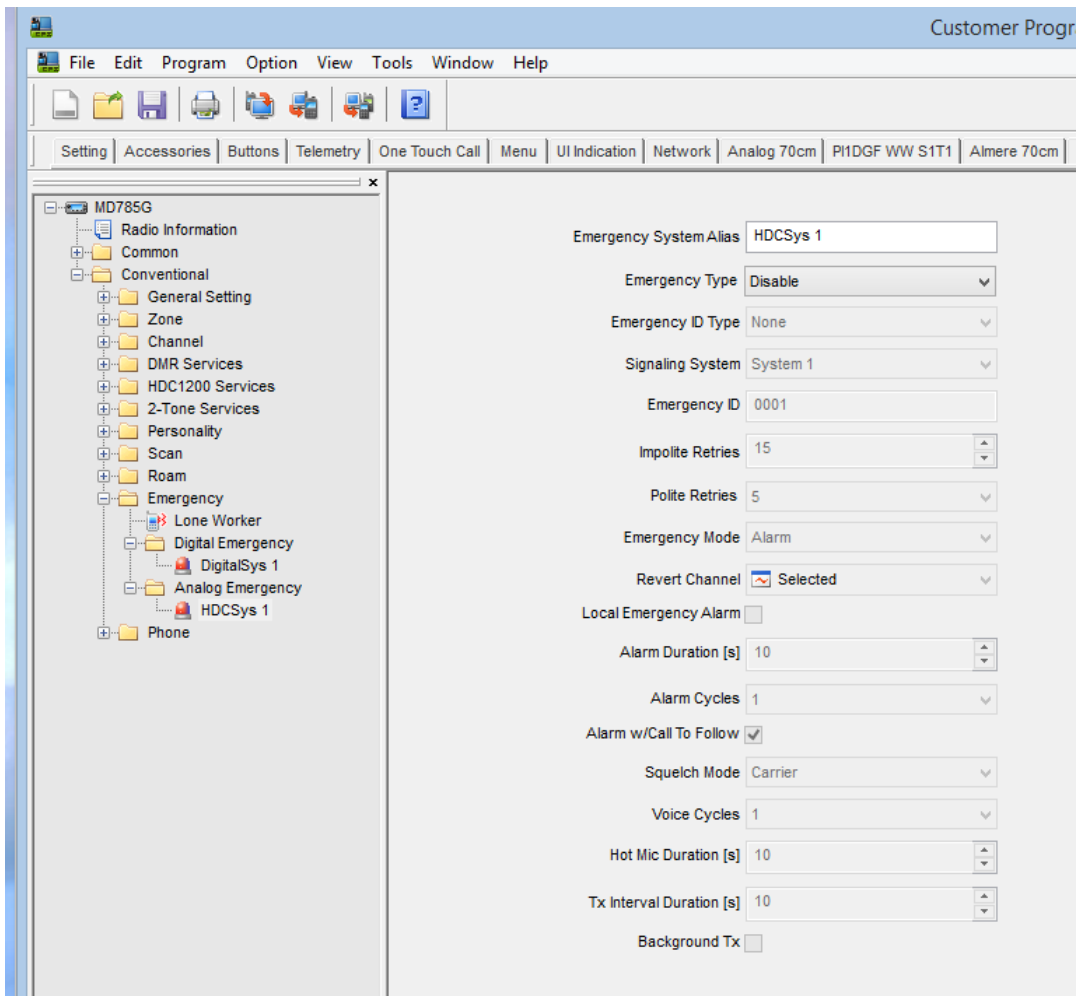 Customer Progr
File Edit Program Option View Tools Window Help
Setting Accessories Buttons Telemetry One Touch Call Menu UI Indication Network Analog 70cm PI1DGF WW S1T1 Almere 70cm
MD785G
Radio Information
Common
Conventional
General Setting
Zone
Channel
DMR Services
HDC1200 Services
2-Tone Services
Personality
Scan
Roam
Emergency
Lone Worker
Digital Emergency
DigitalSys 1
Analog Emergency
HDCSys 1
Phone
Emergency System Alias HDCSys 1
Emergency Type Disable
Emergency ID Type None
Signaling System System 1
Emergency ID 0001
Impolite Retries 15
Polite Retries 5
Emergency Mode Alarm
Revert Channel Selected
Local Emergency Alarm
Alarm Duration [s] 10
Alarm Cycles 1
Alarm w/Call To Follow
Squelch Mode Carrier
Voice Cycles 1
Hot Mic Duration [s] 10
Tx Interval Duration [s] 10
Background Tx